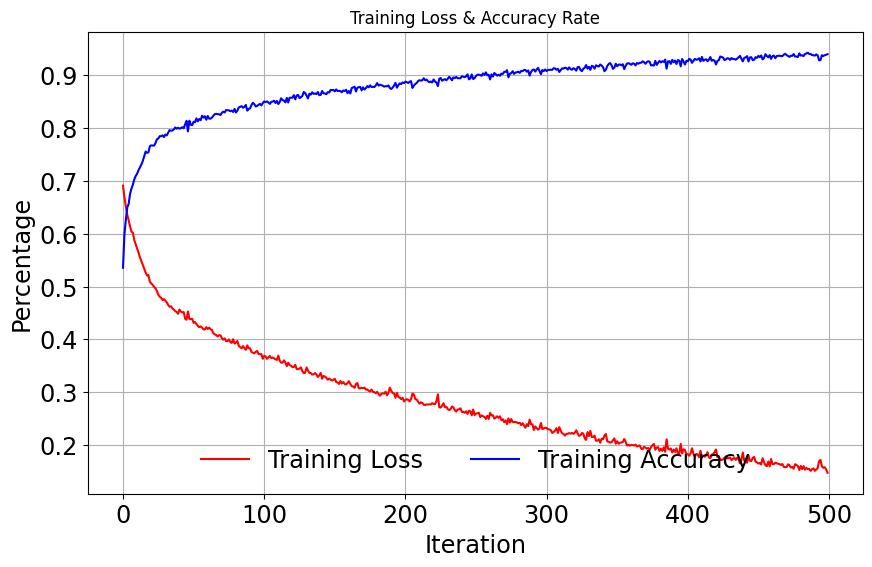 Training Loss & Accuracy Rate
Percentage
0.9
0.8
0.7
0.6
0.5
0.4
0.3
0.2
Training Loss Training Accuracy
0 100 200 300 400 500
Iteration